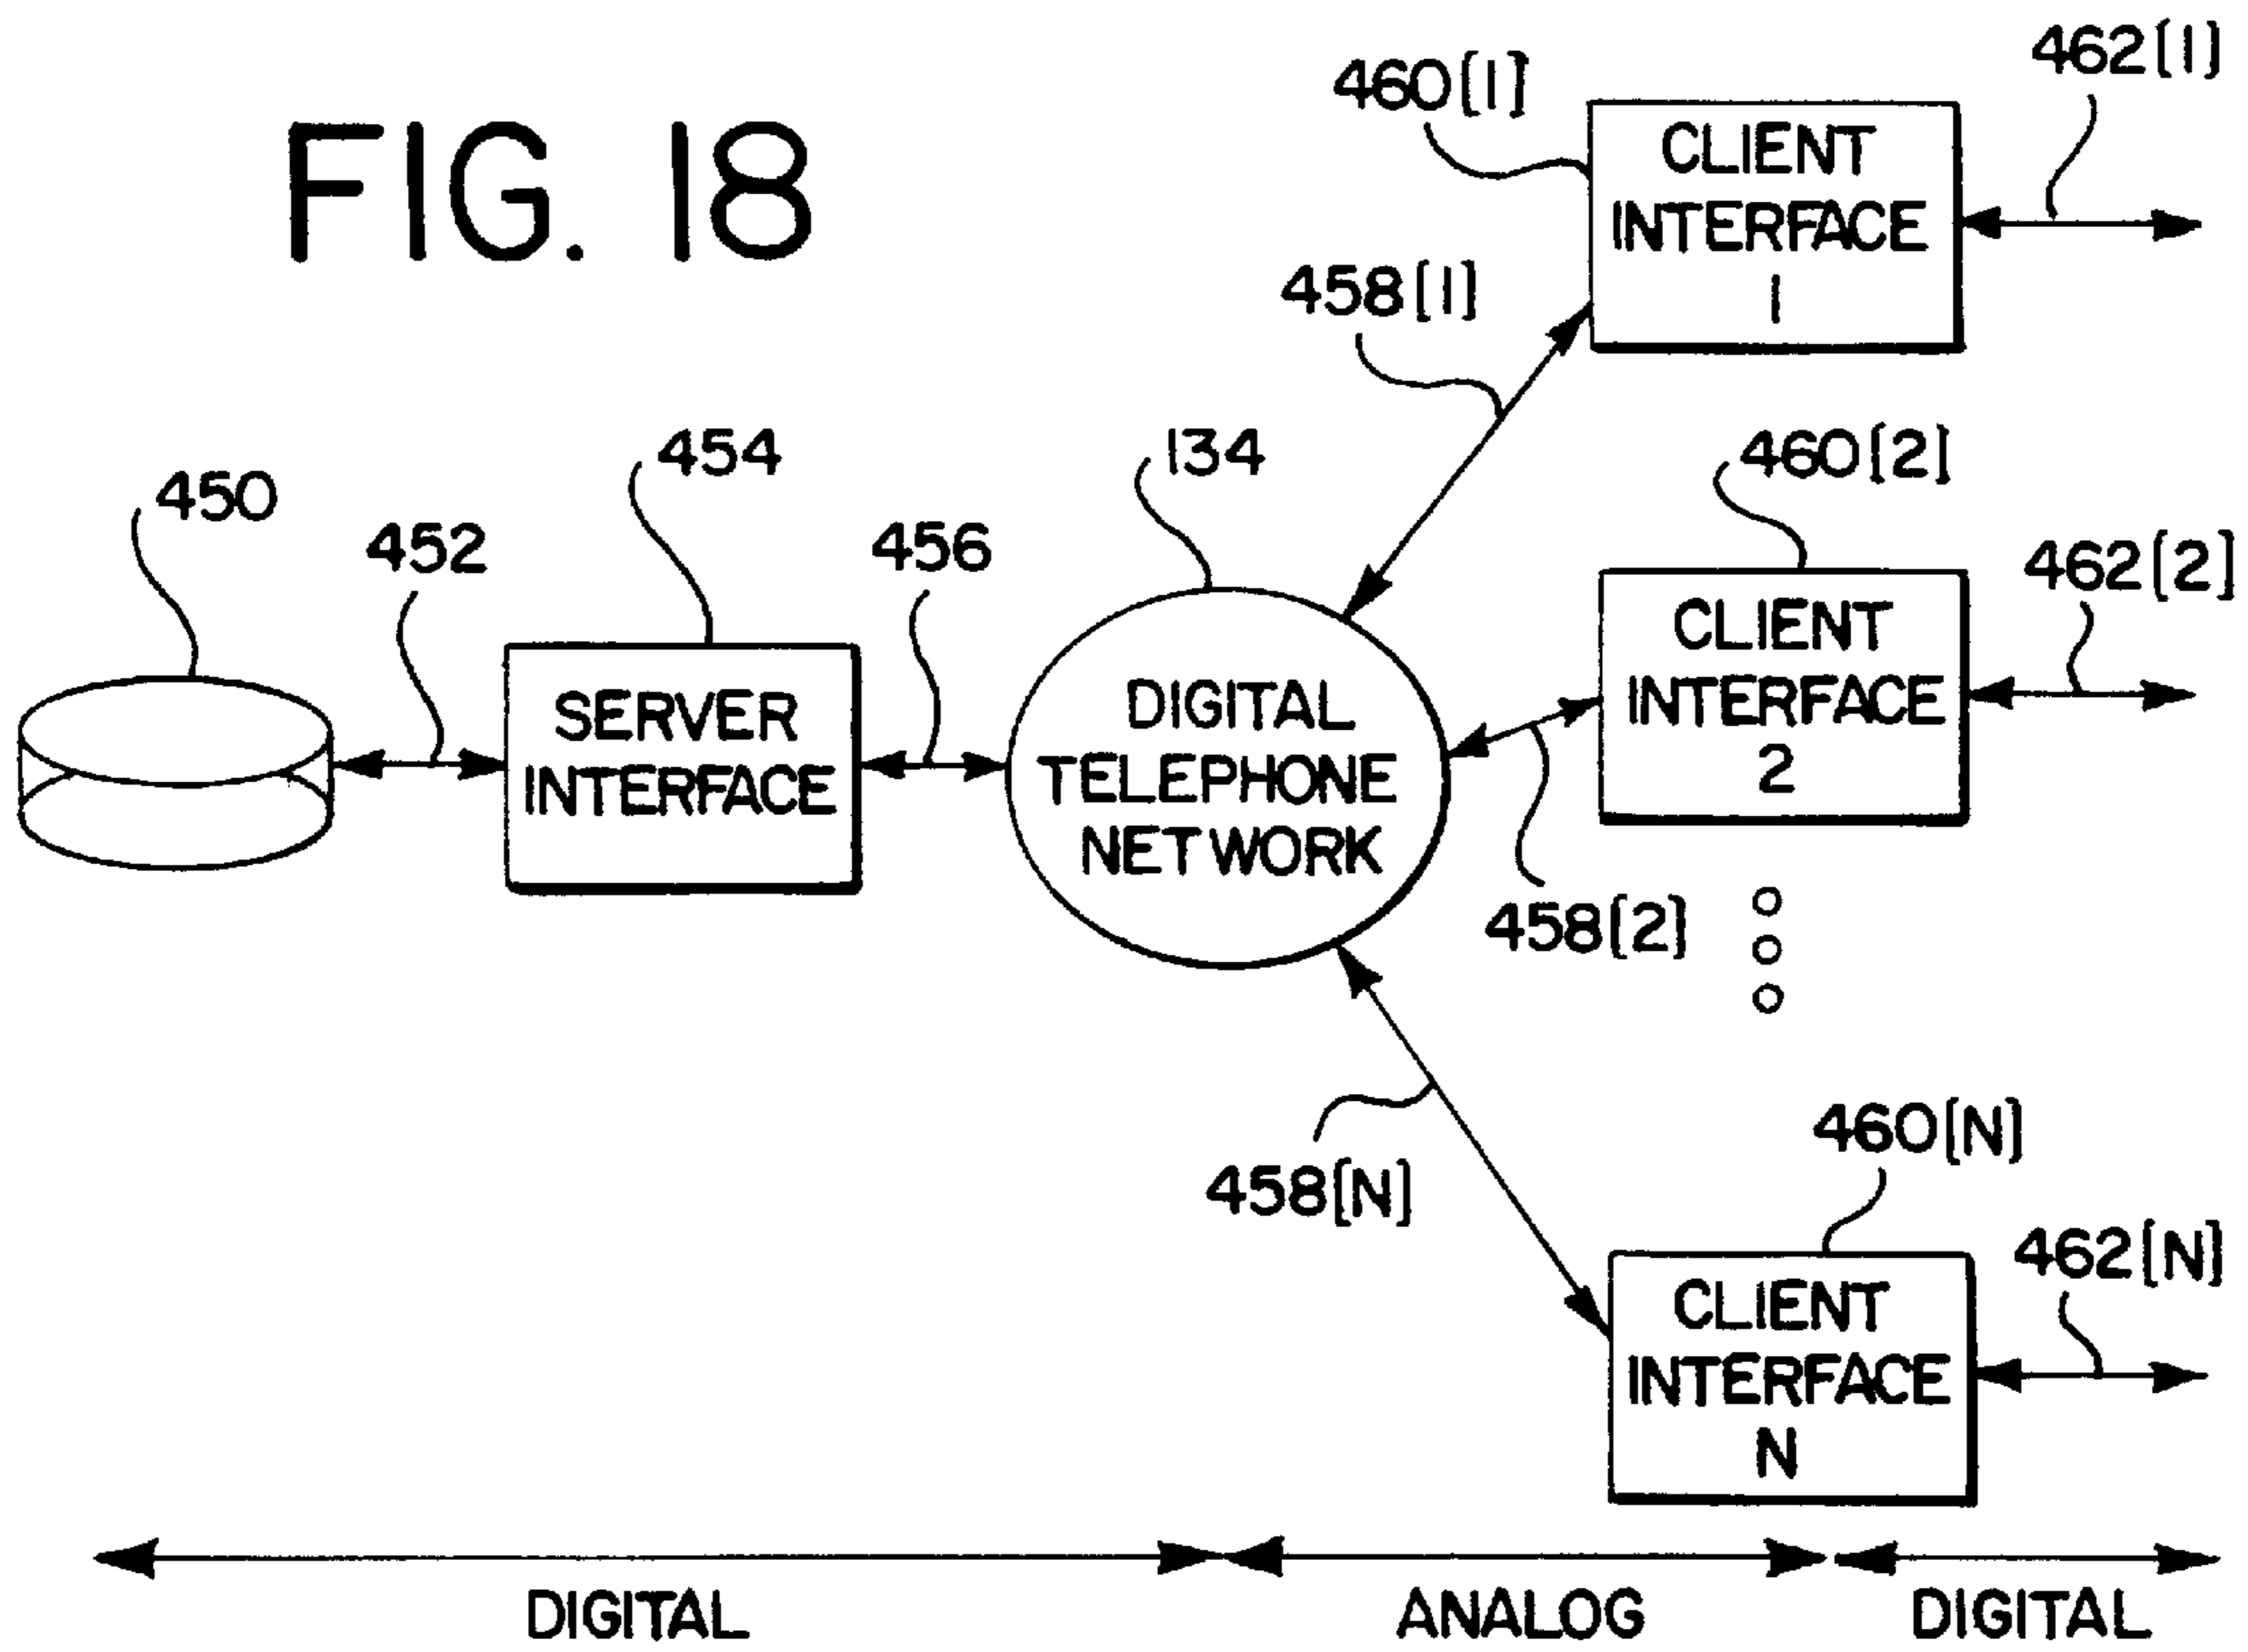 FIG. 18
460[1]
462[1]
CLIENT
INTERFACE
1
458[1]
450
452
454
456
134
SERVER
INTERFACE
DIGITAL
TELEPHONE
NETWORK
460[2]
462[2]
CLIENT
INTERFACE
2
458[2]
458[N]
460[N]
462[N]
CLIENT
INTERFACE
N
DIGITAL
ANALOG
DIGITAL